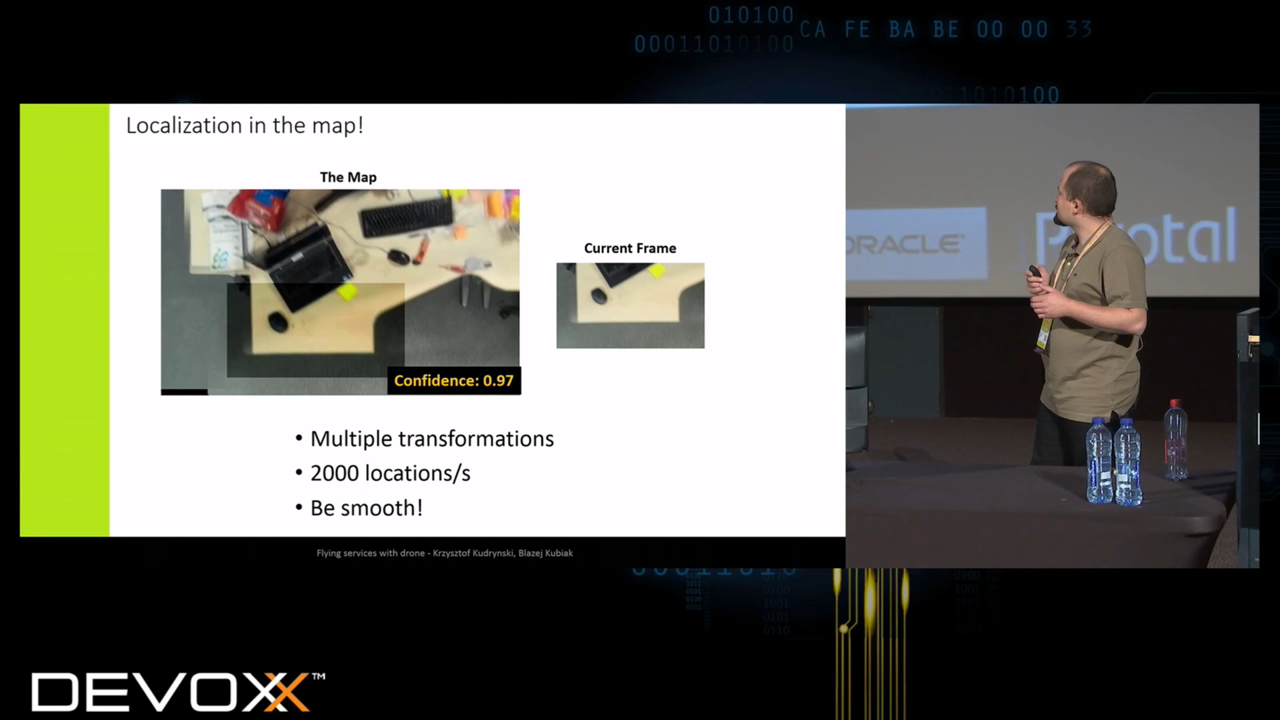 010100
00011010100
CA FE BA BE 00 00 33
Localization in the map!
The Map
Current Frame
Confidence: 0.97
• Multiple transformations
• 2000 locations/s
• Be smooth!
ORACLE
Pivotal
Flying services with drone - Krzysztof Kudrynski, Blazej Kubiak
DEVOXX™